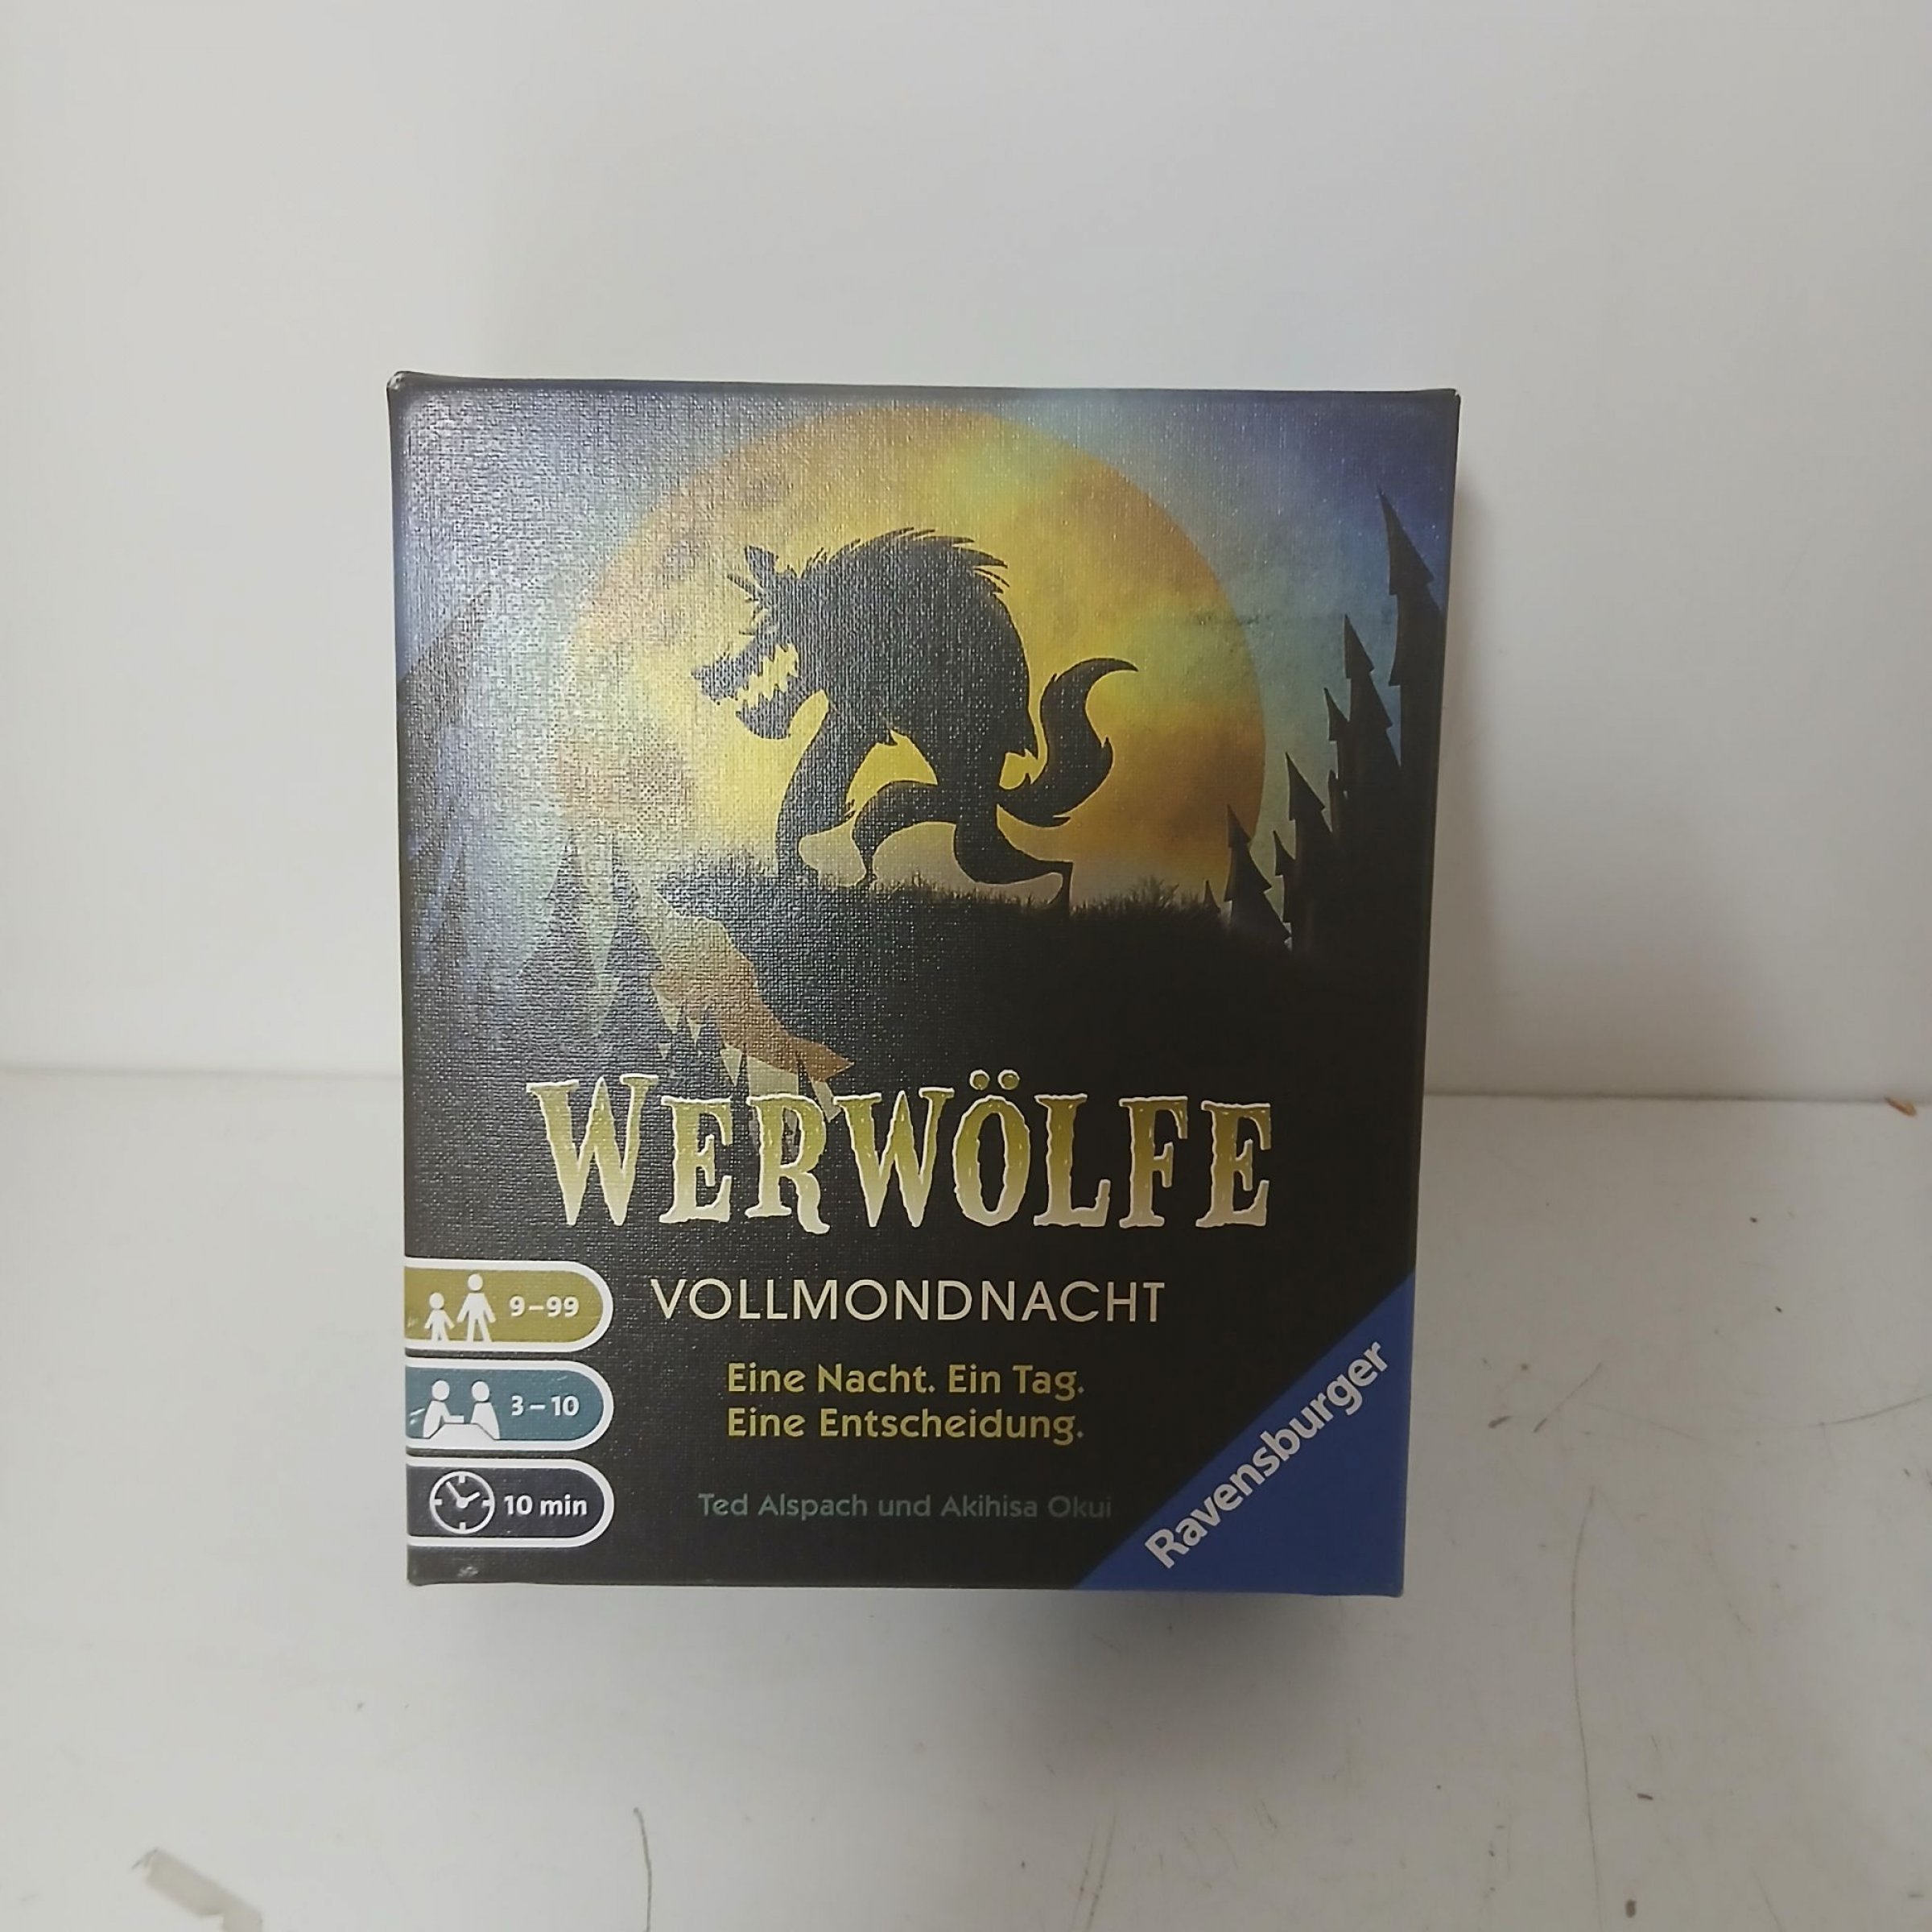 WERWÖLFE
VOLLMONDNACHT
9–99
Eine Nacht. Ein Tag.
3–10
Eine Entscheidung.
10 min
Ted Alspach und Akihisa Okui
Ravensburger